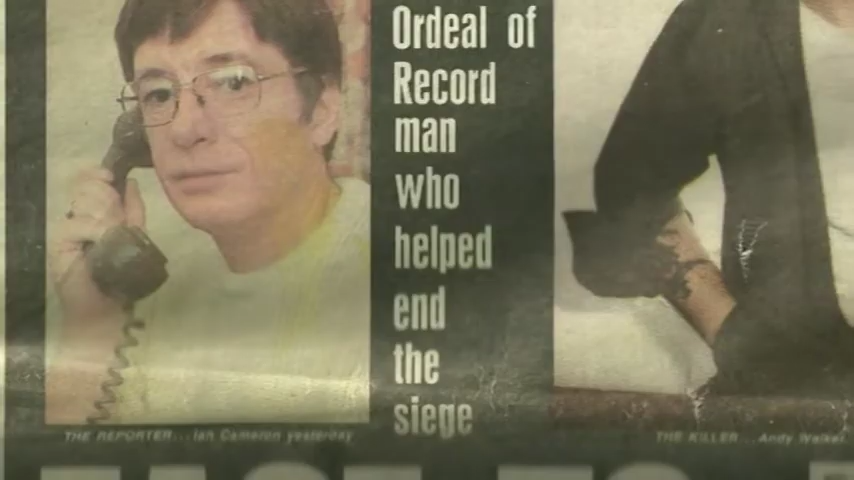 Ordeal of
Record
man
who
helped
end
the
siege
THE REPORTER...Ian Cameron yesterday
THE KILLER...Andy Walker